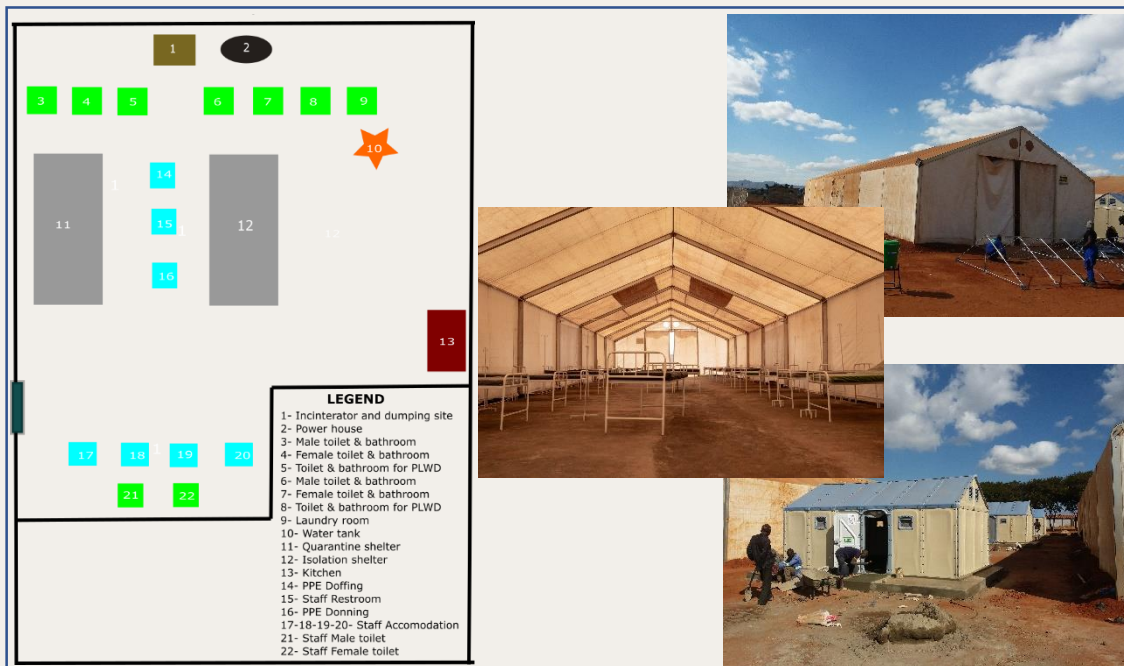 1
2
3 4 5 6 7 8 9
10
14
1
11 15 1 12 12
16
13
17 18 1 19 20
21 22
LEGEND
1- Incinterator and dumping site
2- Power house
3- Male toilet & bathroom
4- Female toilet & bathroom
5- Toilet & bathroom for PLWD
6- Male toilet & bathroom
7- Female toilet & bathroom
8- Toilet & bathroom for PLWD
9- Laundry room
10- Water tank
11- Quarantine shelter
12- Isolation shelter
13- Kitchen
14- PPE Doffing
15- Staff Restroom
16- PPE Donning
17-18-19-20- Staff Accomodation
21- Staff Male toilet
22- Staff Female toilet